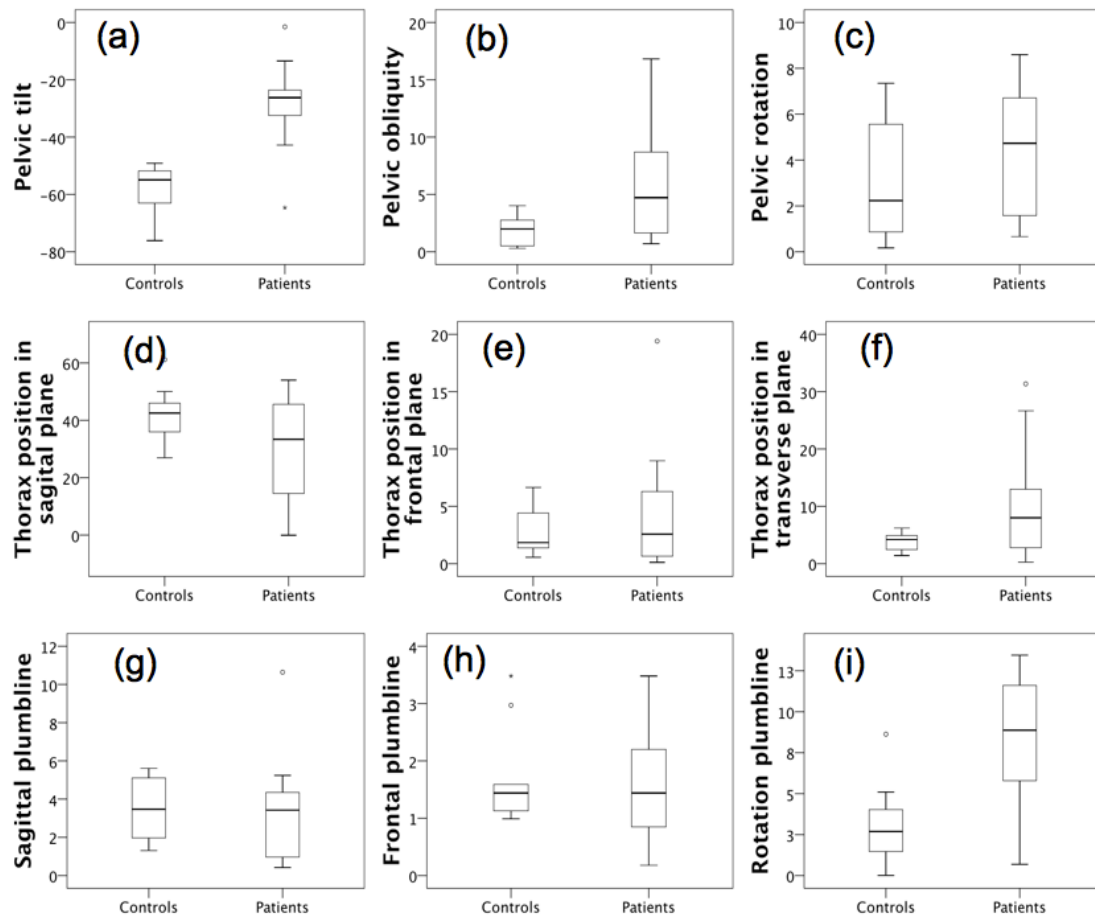 (a)
Pelvic tilt
0
−20
−40
−60
−80
Controls
Patients
(b)
Pelvic obliquity
20
15
10
5
0
Controls
Patients
(c)
Pelvic rotation
10
8
6
4
2
0
Controls
Patients
(d)
Thorax position in
sagital plane
60
40
20
0
Controls
Patients
(e)
Thorax position in
frontal plane
20
15
10
5
0
Controls
Patients
(f)
Thorax position in
transverse plane
40
30
20
10
0
Controls
Patients
(g)
Sagittal plumbline
12
10
8
6
4
2
0
Controls
Patients
(h)
Frontal plumbline
4
3
2
1
0
Controls
Patients
(i)
Rotation plumbline
13
10
8
5
3
0
Controls
Patients